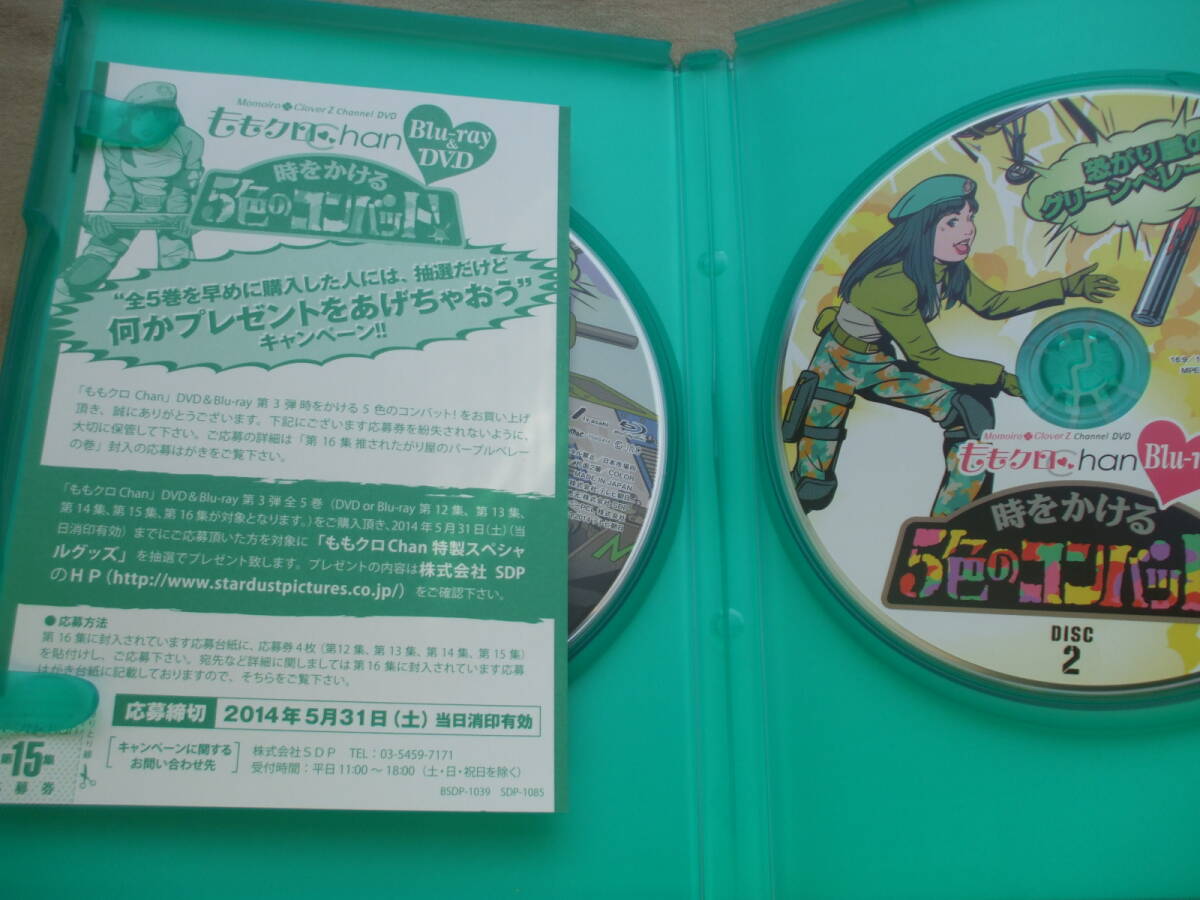 Momoiro Clover Z Channel DVD
ももクロChan
Blu-ray
&
DVD
時をかける
5色のコンバット!
“全5巻を早めに購入した人には、抽選だけど
何かプレゼントをあげちゃおう”
キャンペーン!!
「ももクロ Chan」DVD＆Blu-ray 第３弾 時をかける５色のコンバット！をお買い上げ
頂き、誠にありがとうございます。下記にございます応募券を紛失されないように、
大切に保管して下さい。ご応募の詳細は「第16集 推されたがり屋のパープルベレー
の巻」封入の応募はがきをご覧下さい。
「ももクロ Chan」DVD＆Blu-ray 第３弾 全５巻（DVD or Blu-ray 第12集、第13集、
第14集、第15集、第16集が対象となります。）をご購入頂き、2014年5月31日（土）（当
日消印有効）までにご応募頂いた方を対象に「ももクロChan 特製スペシャ
ルグッズ」を抽選でプレゼント致します。プレゼントの内容は株式会社 SDP
のＨＰ（http://www.stardustpictures.co.jp/）をご確認下さい。
●応募方法
第16集に封入されています応募台紙に、応募券４枚（第12集、第13集、第14集、第15集）
を貼付けし、ご応募下さい。宛先など詳細に関しましては第16集に封入されています応募
はがき台紙に記載しておりますので、そちらをご覧下さい。
応募締切 2014年5月31日（土）当日消印有効
キャンペーンに関する
お問い合わせ先
株式会社ＳＤＰ TEL：03-5459-7171
受付時間：平日11:00～18:00（土・日・祝日を除く）
BSDP-1039 SDP-1085
第15集
募券
tv asahi
COLOR
MADE IN JAPAN
恐がり屋の
グリーンベレー
16:9
MPE
Momoiro Clover Z Channel DVD
ももクロChan
Blu-r
時をかける
5色のコンバット
DISC
2